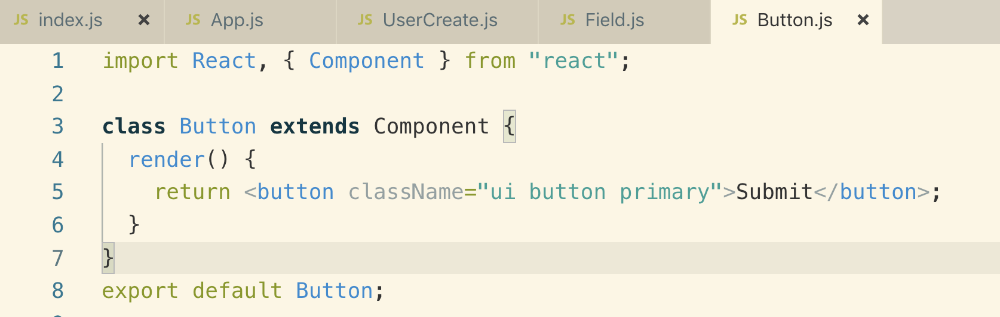 JS index.js × JS App.js JS UserCreate.js JS Field.js JS Button.js ×
1 import React, { Component } from "react";
2
3 class Button extends Component {
4   render() {
5     return <button className="ui button primary">Submit</button>;
6   }
7 }
8 export default Button;